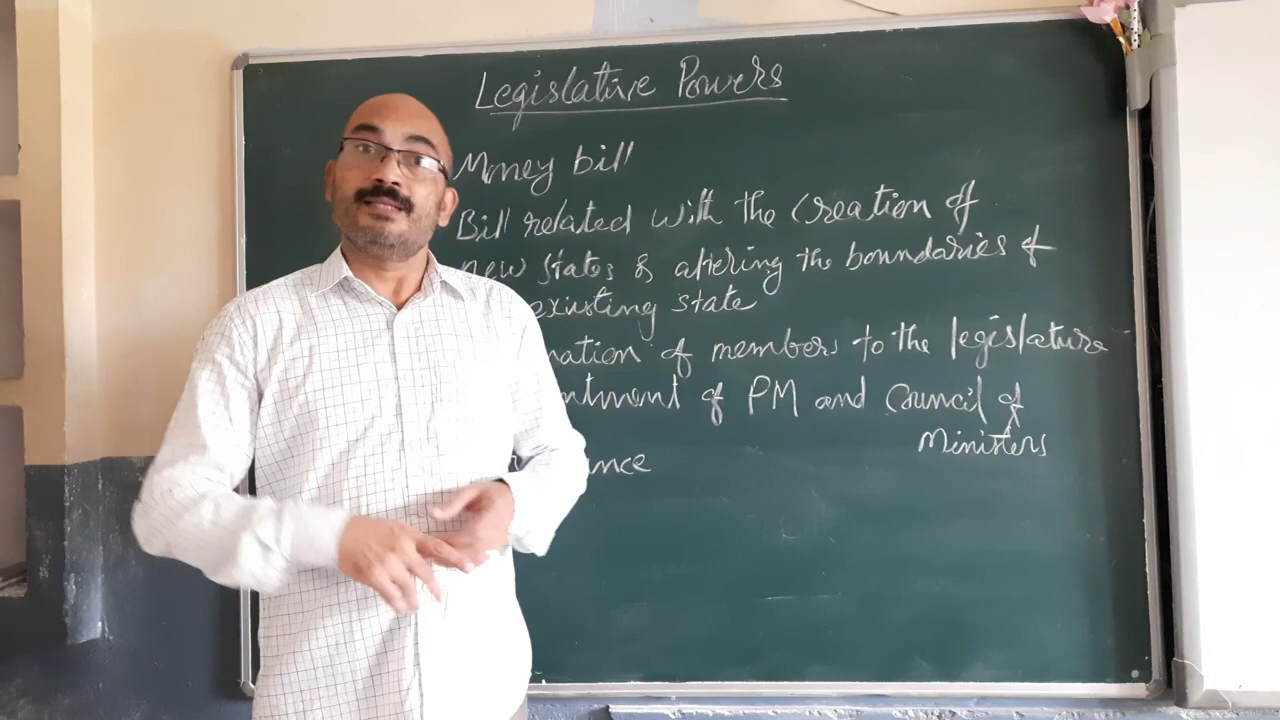 Legislative Powers
Money bill
Bill related with the Creation of
new states & altering the boundaries of
existing state
nation of members to the legislature
ntment of PM and Council of
Ministers
nance